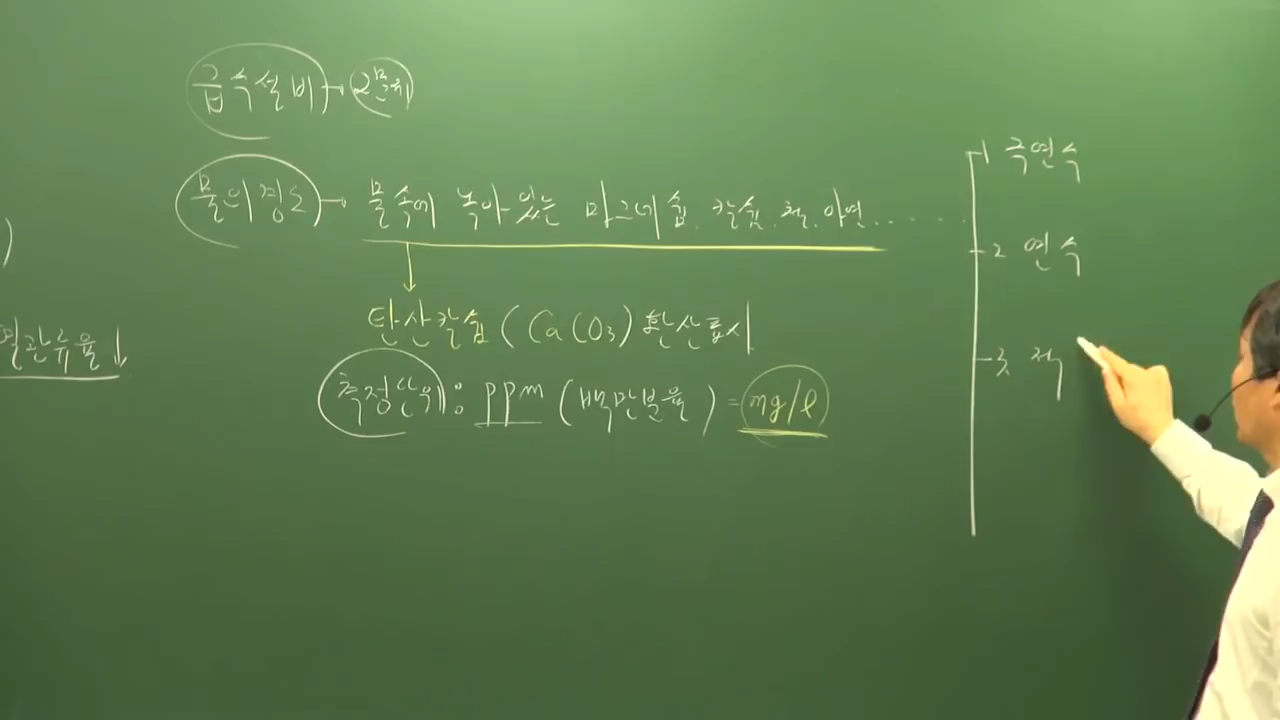 급수설비 → 2문제
물의 경도 → 물 속에 녹아있는 마그네슘. 칼슘. 철. 아연.......
탄산칼슘 (CaCO3) 환산표시
측정단위 : ppm (백만분율) = mg/l
1 극연수
2 연수
3 적
열관류율↓